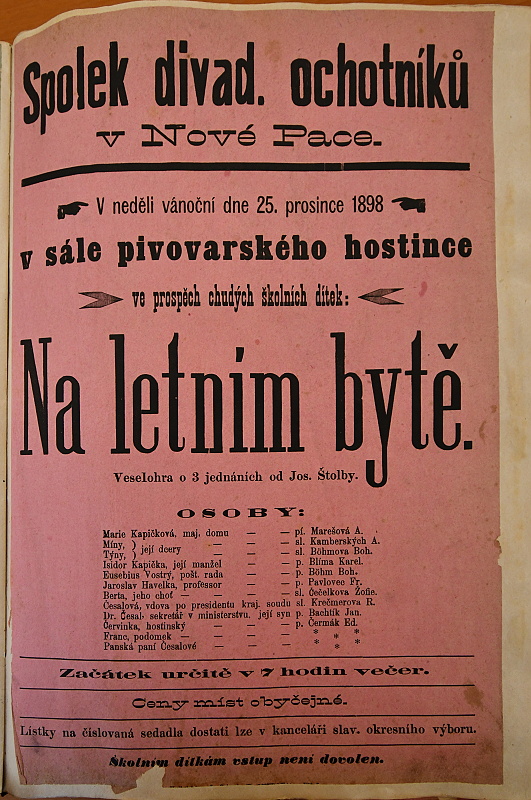 Spolek divad. ochotníků
v Nové Pace.
V neděli vánoční dne 25. prosince 1898
v sále pivovarského hostince
ve prospěch chudých školních dítek:
Na letním bytě.
Veselohra o 3 jednáních od Jos. Štolby.
OSOBY:
Marie Kapičková, maj. domu — — pí. Marešová A.
Míny, } její dcery — — sl. Kamberských A.
Týny, } — — sl. Böhmova Boh.
Isidor Kapička, její manžel — — p. Blíma Karel.
Eusebius Vostrý, pošt. rada — — p. Böhm Boh.
Jaroslav Havelka, professor — — p. Pavlovec Fr.
Berta, jeho choť — — — sl. Čečelkova Žofie.
Česalová, vdova po presidentu kraj. soudu sl. Krečmerova R.
Dr. Česal, sekretář v ministerstvu, její syn p. Bachtík Jan.
Červinka, hostinský — — — p. Čermák Ed.
Franc, podomek — — — * * *
Panská paní Česalové — — * * *
Začátek určitě v 7 hodin večer.
Ceny míst obyčejné.
Lístky na číslovaná sedadla dostati lze v kanceláři slav. okresního výboru.
Školním dítkám vstup není dovolen.